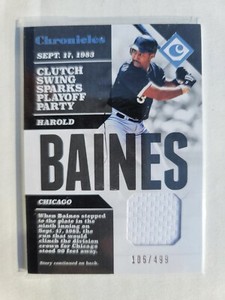 Chronicles
SEPT. 17, 1983
CLUTCH
SWING
SPARKS
PLAYOFF
PARTY
HAROLD
BAINES
CHICAGO
When Baines stepped
to the plate in the
ninth inning on
Sept. 17, 1983, the
run that would
clinch the division
crown for Chicago
stood 90 feet away.
Story continued on back.
185/499